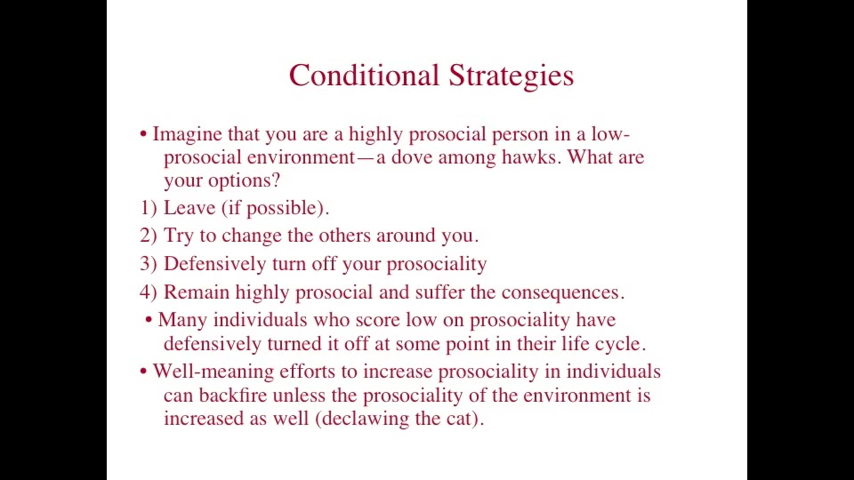 Conditional Strategies
• Imagine that you are a highly prosocial person in a low-
prosocial environment—a dove among hawks. What are
your options?
1) Leave (if possible).
2) Try to change the others around you.
3) Defensively turn off your prosociality
4) Remain highly prosocial and suffer the consequences.
• Many individuals who score low on prosociality have
defensively turned it off at some point in their life cycle.
• Well-meaning efforts to increase prosociality in individuals
can backfire unless the prosociality of the environment is
increased as well (declawing the cat).